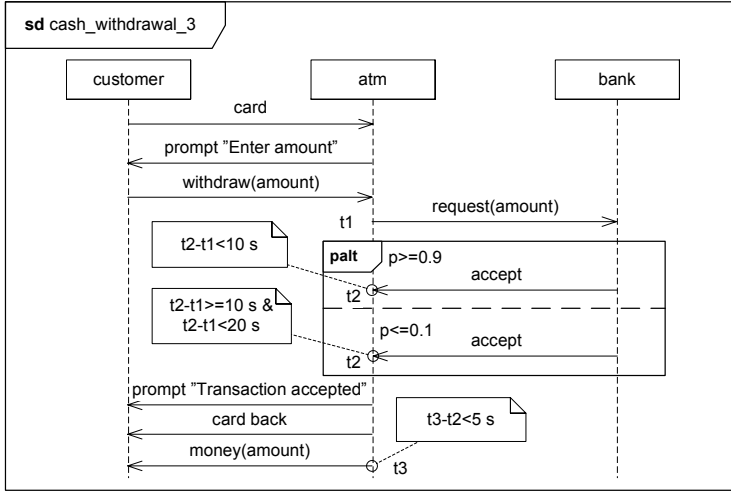 sd cash_withdrawal_3
customer
atm
bank
card
prompt "Enter amount"
withdraw(amount)
t1
request(amount)
t2-t1<10 s
palt
p>=0.9
accept
t2
t2-t1>=10 s &
t2-t1<20 s
p<=0.1
accept
t2
prompt "Transaction accepted"
card back
t3-t2<5 s
money(amount)
t3